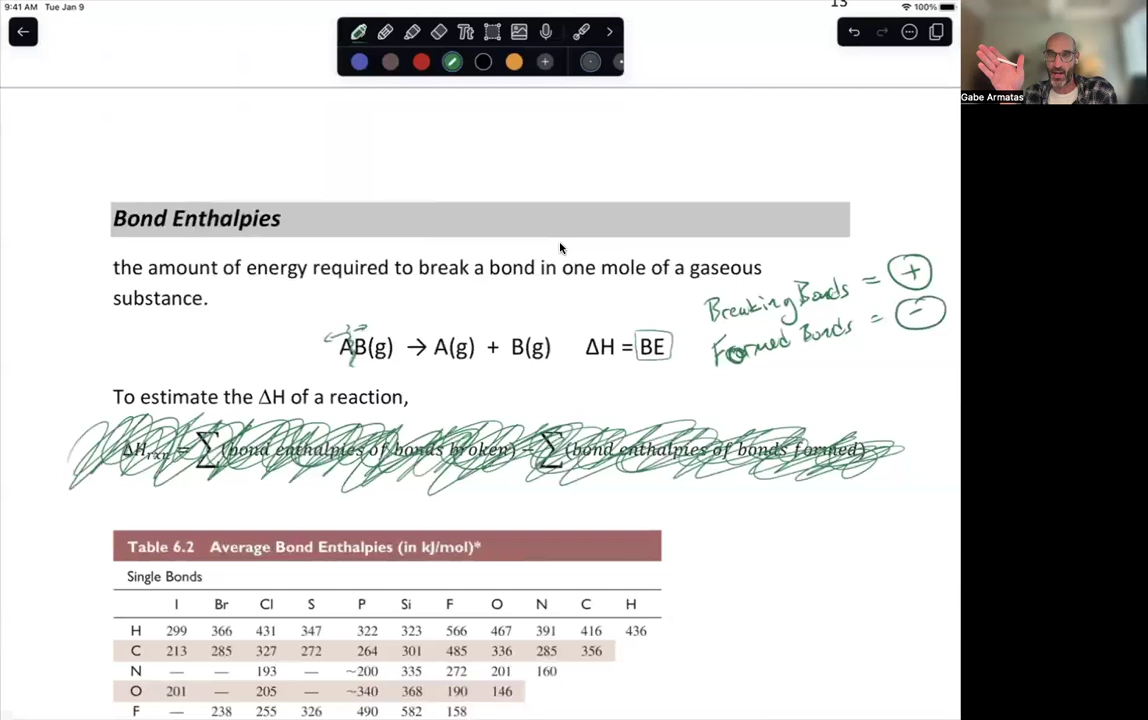 9:41 AM Tue Jan 9
13
100%
Tt
Gabe Armatas
Bond Enthalpies
the amount of energy required to break a bond in one mole of a gaseous
substance.
Breaking Bonds = +
Formed Bonds = -
AB(g) → A(g) + B(g) ΔH = BE
To estimate the ΔH of a reaction,
ΔHrxn = ∑(bond enthalpies of bonds broken) − ∑(bond enthalpies of bonds formed)
Table 6.2 Average Bond Enthalpies (in kJ/mol)*
Single Bonds
I Br Cl S P Si F O N C H
H 299 366 431 347 322 323 566 467 391 416 436
C 213 285 327 272 264 301 485 336 285 356
N — — 193 — ~200 335 272 201 160
O 201 — 205 — ~340 368 190 146
F — 238 255 326 490 582 158